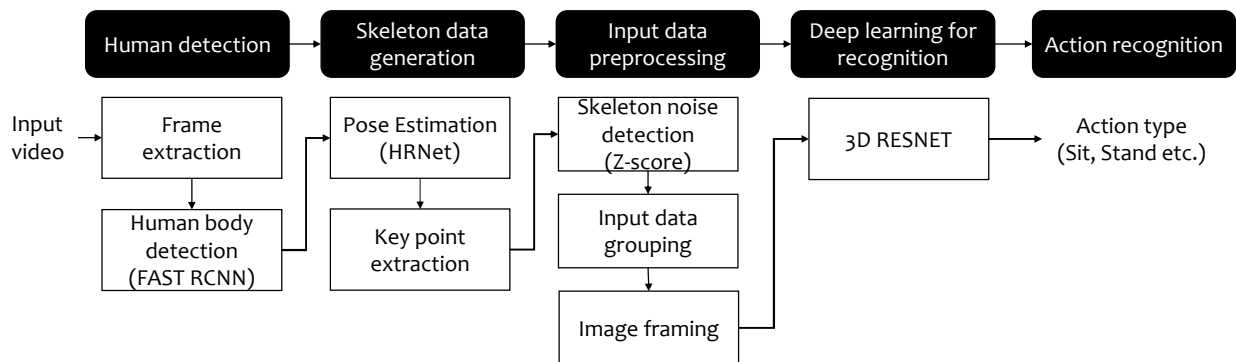 Human detection
Skeleton data
generation
Input data
preprocessing
Deep learning for
recognition
Action recognition
Input
video
Frame
extraction
Human body
detection
(FAST RCNN)
Pose Estimation
(HRNet)
Key point
extraction
Skeleton noise
detection
(Z-score)
Input data
grouping
Image framing
3D RESNET
Action type
(Sit, Stand etc.)